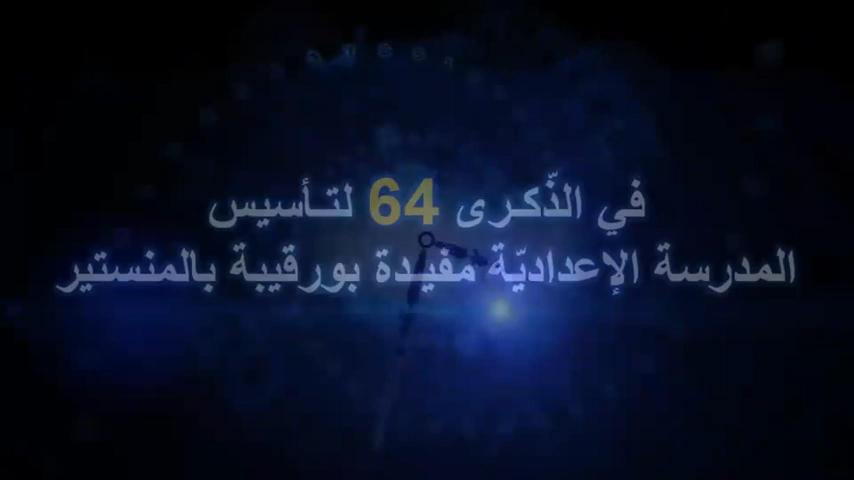 في الذّكرى 64 لتأسيس
المدرسة الإعداديّة مفيدة بورقيبة بالمنستير